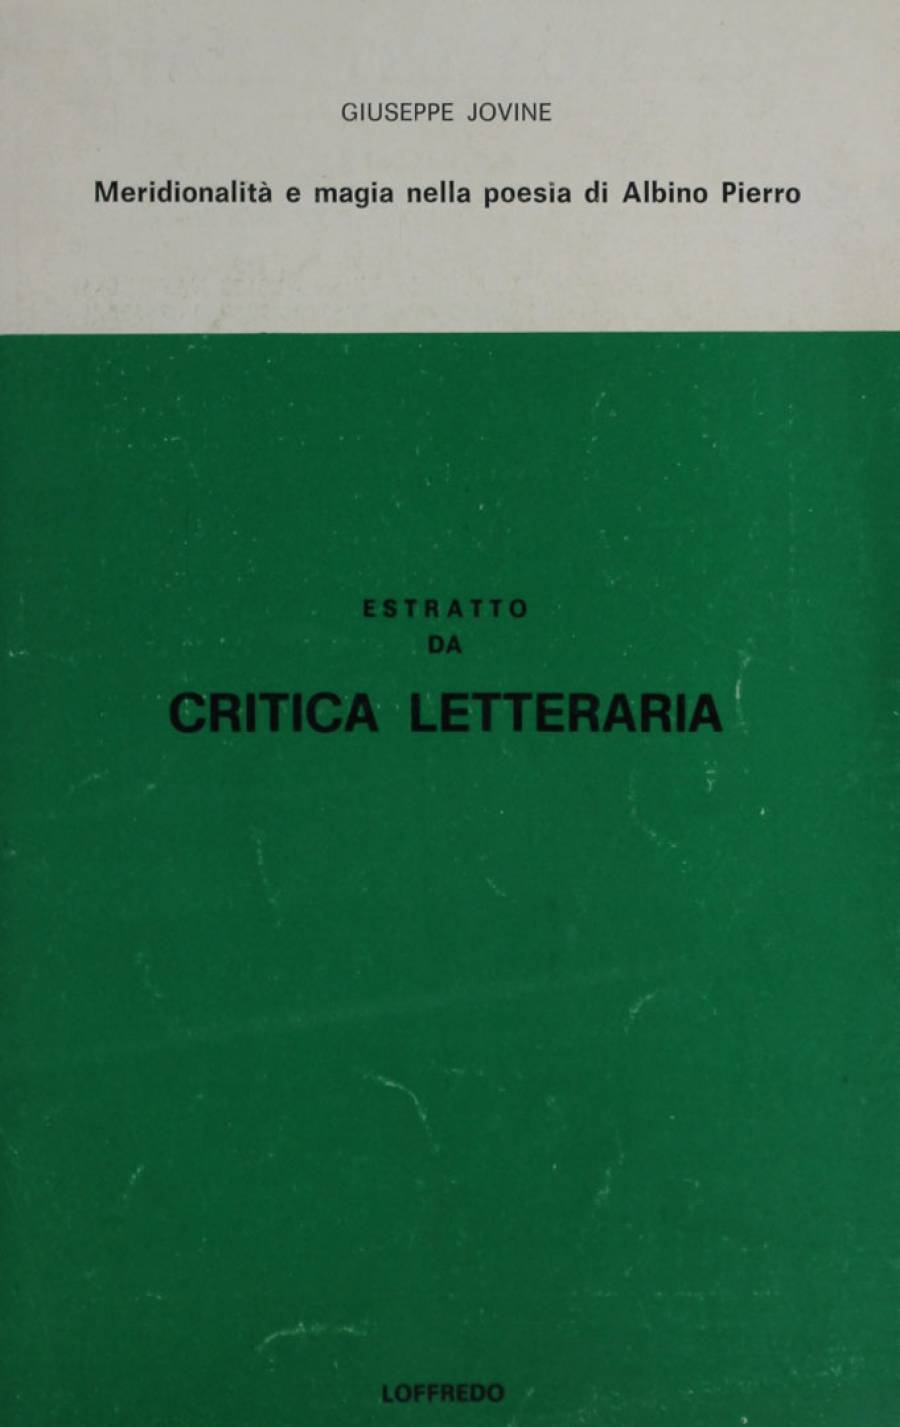 GIUSEPPE JOVINE
Meridionalità e magia nella poesia di Albino Pierro
ESTRATTO
DA
CRITICA LETTERARIA
LOFFREDO